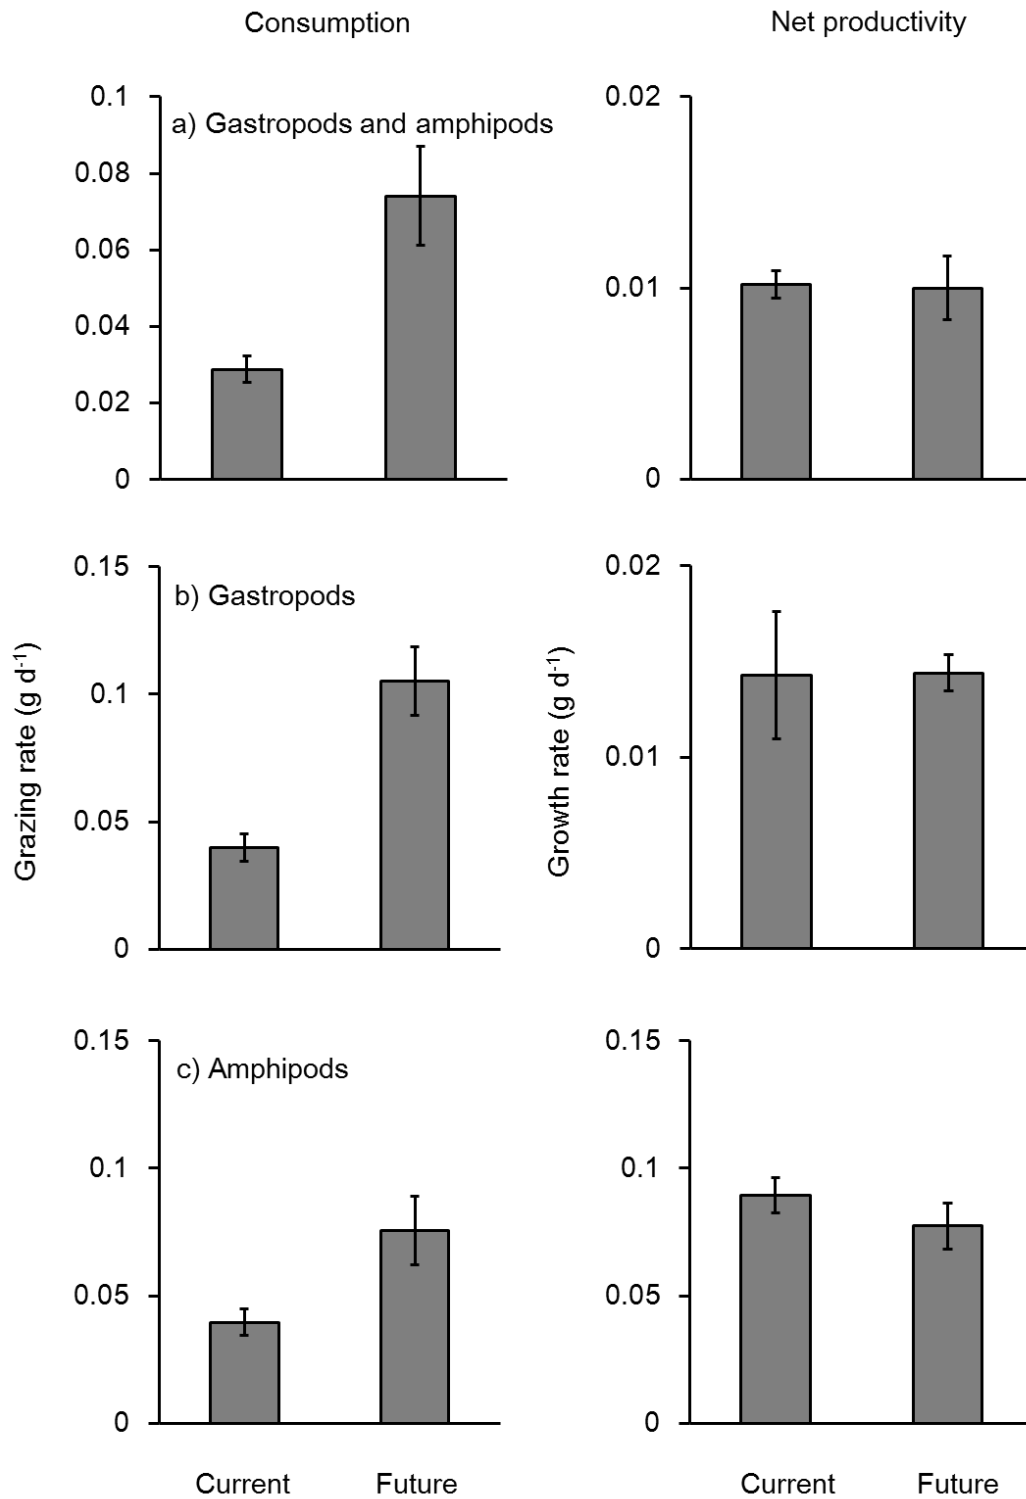 Consumption
Net productivity
a) Gastropods and amphipods
0.1
0.08
0.06
0.04
0.02
0
0.02
0.01
0
b) Gastropods
0.15
0.1
0.05
0
0.02
0.01
0
Grazing rate (g d⁻¹)
Growth rate (g d⁻¹)
c) Amphipods
0.15
0.1
0.05
0
0.15
0.1
0.05
0
Current Future
Current Future